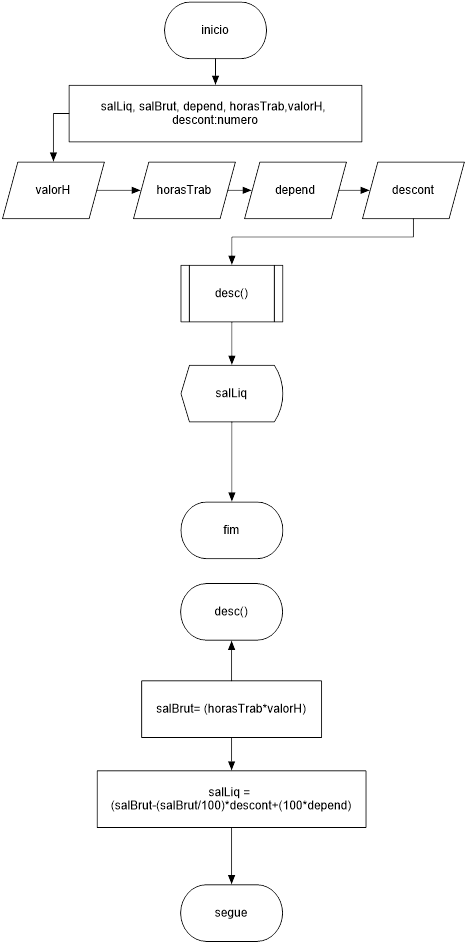 inicio
salLiq, salBrut, depend, horasTrab,valorH,
descont:numero
valorH
horasTrab
depend
descont
desc()
salLiq
fim
desc()
salBrut= (horasTrab*valorH)
salLiq =
(salBrut-(salBrut/100)*descont+(100*depend)
segue